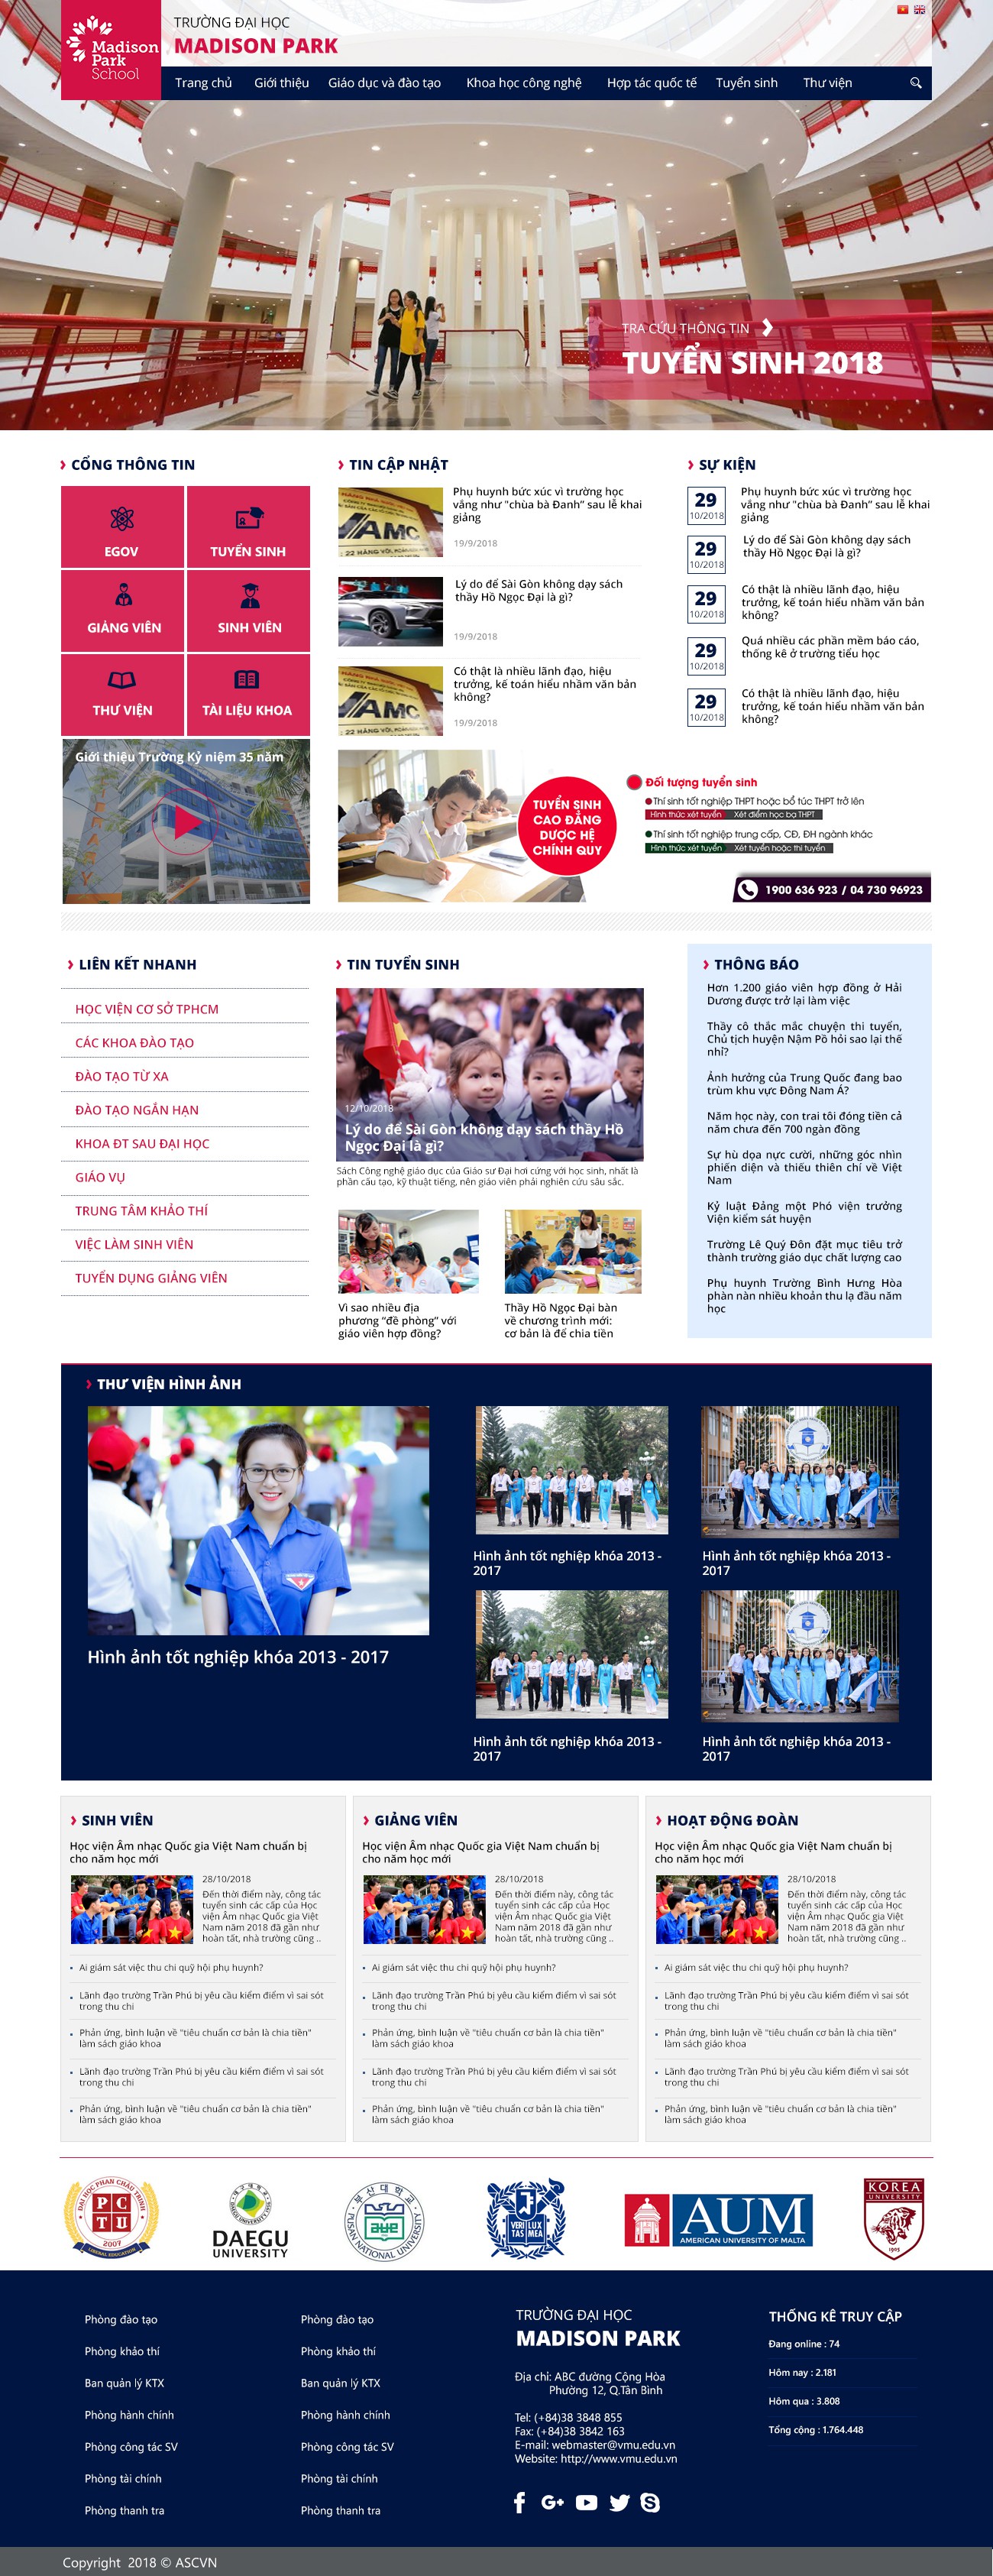 Madison
Park
School
TRƯỜNG ĐẠI HỌC
MADISON PARK
Trang chủ Giới thiệu Giáo dục và đào tạo Khoa học công nghệ Hợp tác quốc tế Tuyển sinh Thư viện
TRA CỨU THÔNG TIN
TUYỂN SINH 2018
CỔNG THÔNG TIN
EGOV
TUYỂN SINH
GIẢNG VIÊN
SINH VIÊN
THƯ VIỆN
TÀI LIỆU KHOA
Giới thiệu Trường Kỷ niệm 35 năm
TIN CẬP NHẬT
AMC
22 HÀNG VÔI,
Phụ huynh bức xúc vì trường học
vắng như "chùa bà Đanh” sau lễ khai
giảng
19/9/2018
Lý do để Sài Gòn không dạy sách
thầy Hồ Ngọc Đại là gì?
19/9/2018
AMC
Có thật là nhiều lãnh đạo, hiệu
trưởng, kế toán hiểu nhầm văn bản
không?
19/9/2018
SỰ KIỆN
29
10/2018
Phụ huynh bức xúc vì trường học
vắng như "chùa bà Đanh” sau lễ khai
giảng
29
10/2018
Lý do để Sài Gòn không dạy sách
thầy Hồ Ngọc Đại là gì?
29
10/2018
Có thật là nhiều lãnh đạo, hiệu
trưởng, kế toán hiểu nhầm văn bản
không?
29
10/2018
Quá nhiều các phần mềm báo cáo,
thống kê ở trường tiểu học
29
10/2018
Có thật là nhiều lãnh đạo, hiệu
trưởng, kế toán hiểu nhầm văn bản
không?
TUYỂN SINH
CAO ĐẲNG
DƯỢC HỆ
CHÍNH QUY
Đối tượng tuyển sinh
Thí sinh tốt nghiệp THPT hoặc bổ túc THPT trở lên
Hình thức xét tuyển Xét điểm học bạ THPT
Thí sinh tốt nghiệp trung cấp, CĐ, ĐH ngành khác
Hình thức xét tuyển Xét tuyển hoặc thi tuyển
1900 636 923 / 04 730 96923
LIÊN KẾT NHANH
HỌC VIỆN CƠ SỞ TPHCM
CÁC KHOA ĐÀO TẠO
ĐÀO TẠO TỪ XA
ĐÀO TẠO NGẮN HẠN
KHOA ĐT SAU ĐẠI HỌC
GIÁO VỤ
TRUNG TÂM KHẢO THÍ
VIỆC LÀM SINH VIÊN
TUYỂN DỤNG GIẢNG VIÊN
TIN TUYỂN SINH
12/10/2018
Lý do để Sài Gòn không dạy sách thầy Hồ
Ngọc Đại là gì?
Sách Công nghệ giáo dục của Giáo sư Đại hơi cứng với học sinh, nhất là
phần cấu tạo, kỹ thuật tiếng, nên giáo viên phải nghiên cứu sâu sắc.
Vì sao nhiều địa
phương “đề phòng” với
giáo viên hợp đồng?
Thầy Hồ Ngọc Đại bàn
về chương trình mới:
cơ bản là để chia tiền
THÔNG BÁO
Hơn 1.200 giáo viên hợp đồng ở Hải
Dương được trở lại làm việc
Thầy cô thắc mắc chuyện thi tuyển,
Chủ tịch huyện Nậm Pồ hỏi sao lại thế
nhỉ?
Ảnh hưởng của Trung Quốc đang bao
trùm khu vực Đông Nam Á?
Năm học này, con trai tôi đóng tiền cả
năm chưa đến 700 ngàn đồng
Sự hù dọa nực cười, những góc nhìn
phiến diện và thiếu thiên chí về Việt
Nam
Kỷ luật Đảng một Phó viện trưởng
Viện kiểm sát huyện
Trường Lê Quý Đôn đặt mục tiêu trở
thành trường giáo dục chất lượng cao
Phụ huynh Trường Bình Hưng Hòa
phàn nàn nhiều khoản thu lạ đầu năm
học
THƯ VIỆN HÌNH ẢNH
Hình ảnh tốt nghiệp khóa 2013 - 2017
Hình ảnh tốt nghiệp khóa 2013 -
2017
Hình ảnh tốt nghiệp khóa 2013 -
2017
Hình ảnh tốt nghiệp khóa 2013 -
2017
Hình ảnh tốt nghiệp khóa 2013 -
2017
SINH VIÊN
Học viện Âm nhạc Quốc gia Việt Nam chuẩn bị
cho năm học mới
28/10/2018
Đến thời điểm này, công tác
tuyển sinh các cấp của Học
viện Âm nhạc Quốc gia Việt
Nam năm 2018 đã gần như
hoàn tất, nhà trường cũng ..
Ai giám sát việc thu chi quỹ hội phụ huynh?
Lãnh đạo trường Trần Phú bị yêu cầu kiểm điểm vì sai sót
trong thu chi
Phản ứng, bình luận về "tiêu chuẩn cơ bản là chia tiền"
làm sách giáo khoa
Lãnh đạo trường Trần Phú bị yêu cầu kiểm điểm vì sai sót
trong thu chi
Phản ứng, bình luận về "tiêu chuẩn cơ bản là chia tiền"
làm sách giáo khoa
GIẢNG VIÊN
Học viện Âm nhạc Quốc gia Việt Nam chuẩn bị
cho năm học mới
28/10/2018
Đến thời điểm này, công tác
tuyển sinh các cấp của Học
viện Âm nhạc Quốc gia Việt
Nam năm 2018 đã gần như
hoàn tất, nhà trường cũng ..
Ai giám sát việc thu chi quỹ hội phụ huynh?
Lãnh đạo trường Trần Phú bị yêu cầu kiểm điểm vì sai sót
trong thu chi
Phản ứng, bình luận về "tiêu chuẩn cơ bản là chia tiền"
làm sách giáo khoa
Lãnh đạo trường Trần Phú bị yêu cầu kiểm điểm vì sai sót
trong thu chi
Phản ứng, bình luận về "tiêu chuẩn cơ bản là chia tiền"
làm sách giáo khoa
HOẠT ĐỘNG ĐOÀN
Học viện Âm nhạc Quốc gia Việt Nam chuẩn bị
cho năm học mới
28/10/2018
Đến thời điểm này, công tác
tuyển sinh các cấp của Học
viện Âm nhạc Quốc gia Việt
Nam năm 2018 đã gần như
hoàn tất, nhà trường cũng ..
Ai giám sát việc thu chi quỹ hội phụ huynh?
Lãnh đạo trường Trần Phú bị yêu cầu kiểm điểm vì sai sót
trong thu chi
Phản ứng, bình luận về "tiêu chuẩn cơ bản là chia tiền"
làm sách giáo khoa
Lãnh đạo trường Trần Phú bị yêu cầu kiểm điểm vì sai sót
trong thu chi
Phản ứng, bình luận về "tiêu chuẩn cơ bản là chia tiền"
làm sách giáo khoa
ĐẠI HỌC PHAN CHÂU TRINH
PC
TU
2007
LIBERAL EDUCATION
DAEGU
UNIVERSITY
부산대학교
PUSAN NATIONAL UNIVERSITY
VERI LUX
TAS MEA
AUM
AMERICAN UNIVERSITY OF MALTA
KOREA
UNIVERSITY
1905
Phòng đào tạo
Phòng khảo thí
Ban quản lý KTX
Phòng hành chính
Phòng công tác SV
Phòng tài chính
Phòng thanh tra
Phòng đào tạo
Phòng khảo thí
Ban quản lý KTX
Phòng hành chính
Phòng công tác SV
Phòng tài chính
Phòng thanh tra
TRƯỜNG ĐẠI HỌC
MADISON PARK
Địa chỉ: ABC đường Cộng Hòa
Phường 12, Q.Tân Bình
Tel: (+84)38 3848 855
Fax: (+84)38 3842 163
E-mail: webmaster@vmu.edu.vn
Website: http://www.vmu.edu.vn
THỐNG KÊ TRUY CẬP
Đang online : 74
Hôm nay : 2.181
Hôm qua : 3.808
Tổng cộng : 1.764.448
Copyright 2018 © ASCVN